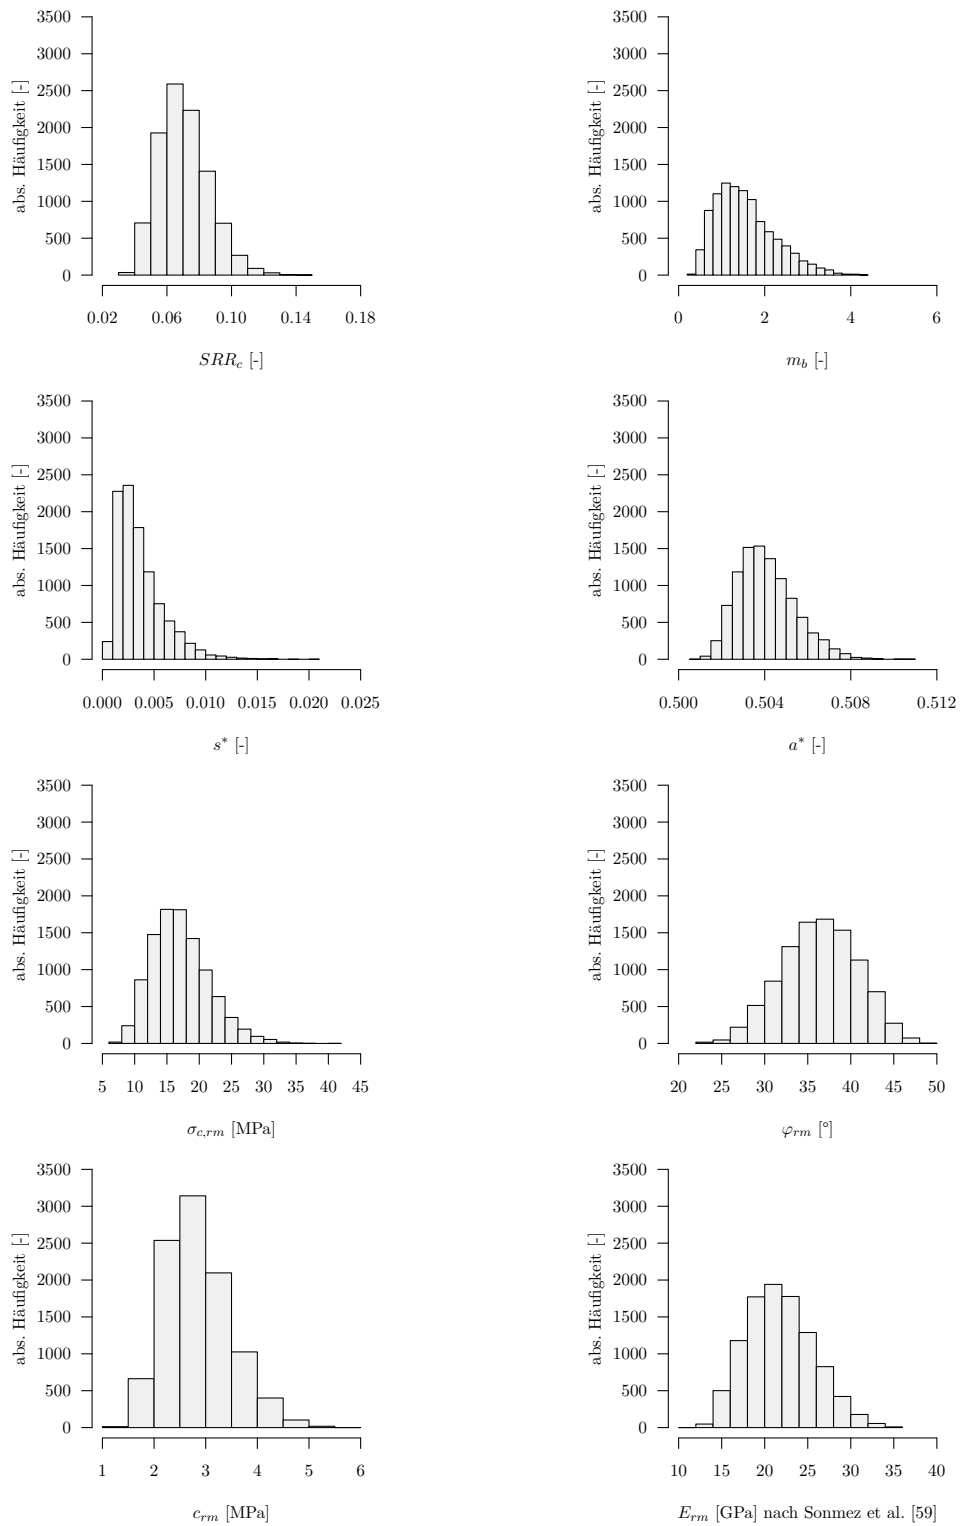 abs. Häufigkeit [-]
3500
3000
2500
2000
1500
1000
500
0
0.02 0.06 0.10 0.14 0.18
SRR_c [-]
abs. Häufigkeit [-]
3500
3000
2500
2000
1500
1000
500
0
0 2 4 6
m_b [-]
abs. Häufigkeit [-]
3500
3000
2500
2000
1500
1000
500
0
0.000 0.005 0.010 0.015 0.020 0.025
s* [-]
abs. Häufigkeit [-]
3500
3000
2500
2000
1500
1000
500
0
0.500 0.504 0.508 0.512
a* [-]
abs. Häufigkeit [-]
3500
3000
2500
2000
1500
1000
500
0
5 10 15 20 25 30 35 40 45
σ_{c,rm} [MPa]
abs. Häufigkeit [-]
3500
3000
2500
2000
1500
1000
500
0
20 25 30 35 40 45 50
φ_{rm} [°]
abs. Häufigkeit [-]
3500
3000
2500
2000
1500
1000
500
0
1 2 3 4 5 6
c_{rm} [MPa]
abs. Häufigkeit [-]
3500
3000
2500
2000
1500
1000
500
0
10 15 20 25 30 35 40
E_{rm} [GPa] nach Sonmez et al. [59]